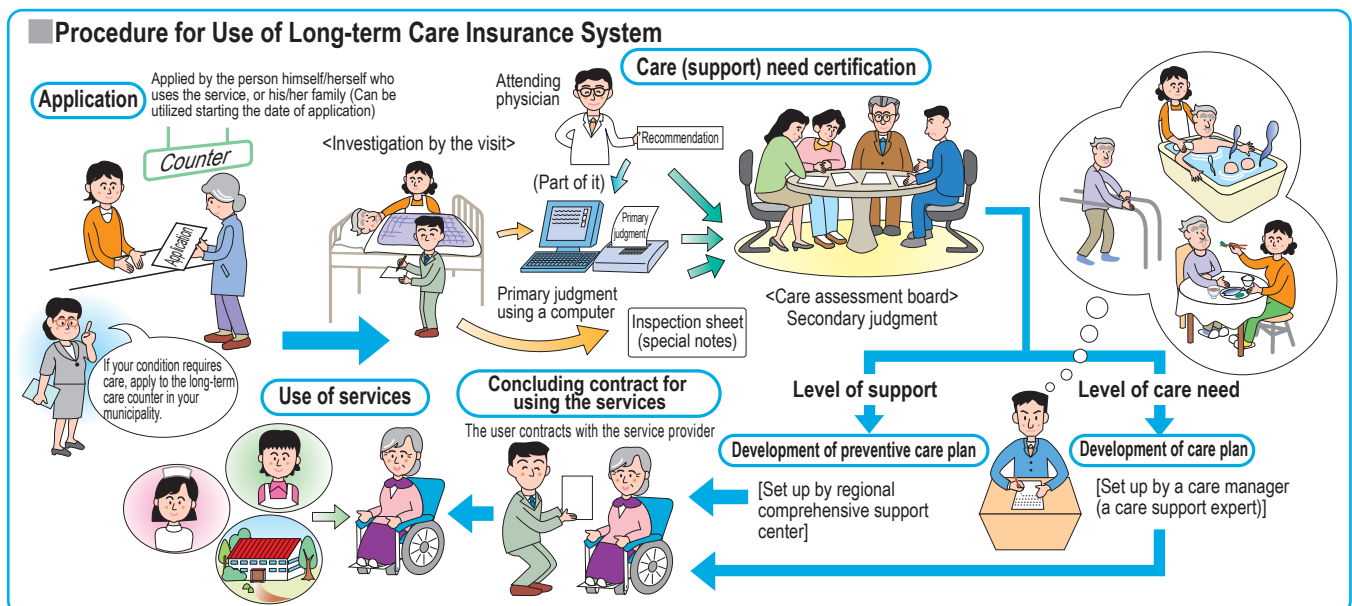 Procedure for Use of Long-term Care Insurance System
Application
Applied by the person himself/herself who
uses the service, or his/her family (Can be
utilized starting the date of application)
Counter
Application
If your condition requires
care, apply to the long-term
care counter in your
municipality.
<Investigation by the visit>
Attending
physician
Recommendation
(Part of it)
Primary
judgment
Primary judgment
using a computer
Inspection sheet
(special notes)
Care (support) need certification
<Care assessment board>
Secondary judgment
Level of support
Development of preventive care plan
[Set up by regional
comprehensive support
center]
Level of care need
Development of care plan
[Set up by a care manager
(a care support expert)]
Concluding contract for
using the services
The user contracts with the service provider
Use of services